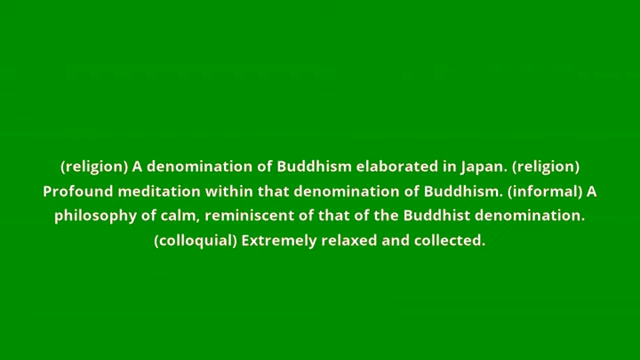 (religion) A denomination of Buddhism elaborated in Japan. (religion)
Profound meditation within that denomination of Buddhism. (informal) A
philosophy of calm, reminiscent of that of the Buddhist denomination.
(colloquial) Extremely relaxed and collected.